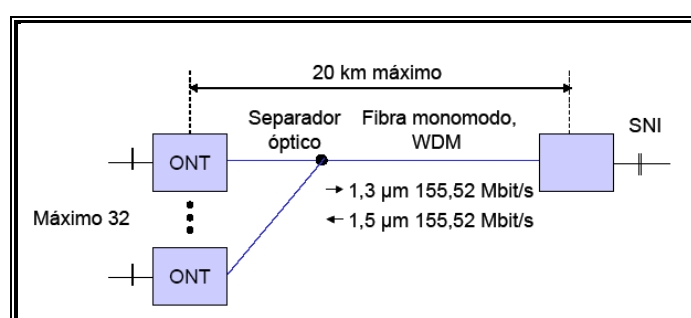 20 km máximo
Separador
óptico
Fibra monomodo,
WDM
SNI
ONT
1,3 µm 155,52 Mbit/s
1,5 µm 155,52 Mbit/s
Máximo 32
ONT